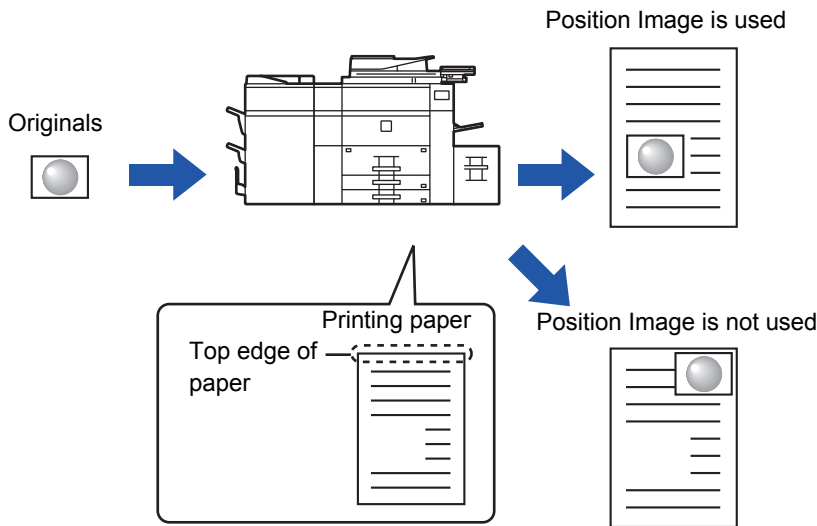 Position Image is used
Originals
Printing paper
Position Image is not used
Top edge of
paper